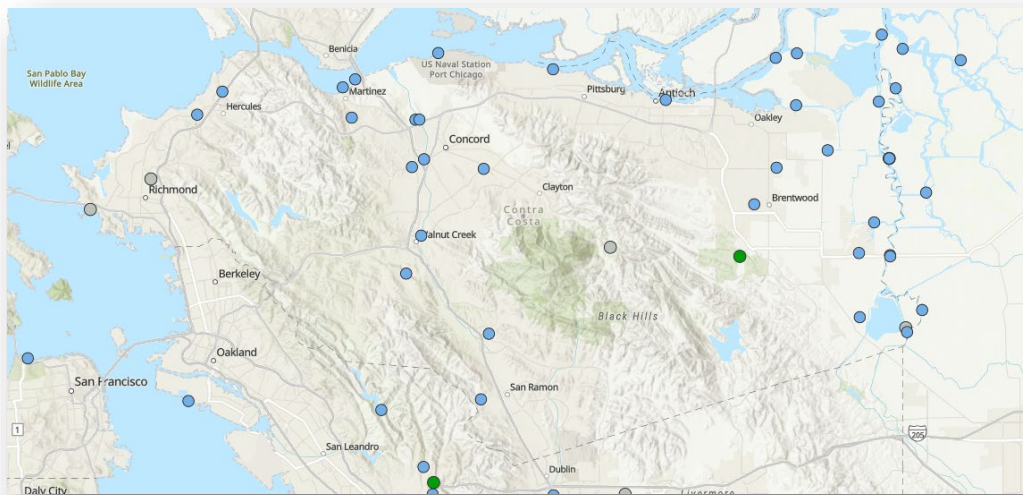 Benicia
San Pablo Bay
Wildlife Area
US Naval Station
Port Chicago
Martinez
Pittsburg
Antioch
Hercules
Oakley
Concord
Richmond
Clayton
Brentwood
Contra
Costa
Walnut Creek
Berkeley
Black Hills
Oakland
San Francisco
San Ramon
1
205
San Leandro
Dublin
Daly City
Livermore